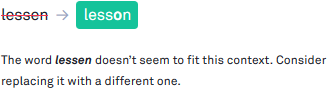 lessen → lesson
The word lessen doesn’t seem to fit this context. Consider
replacing it with a different one.